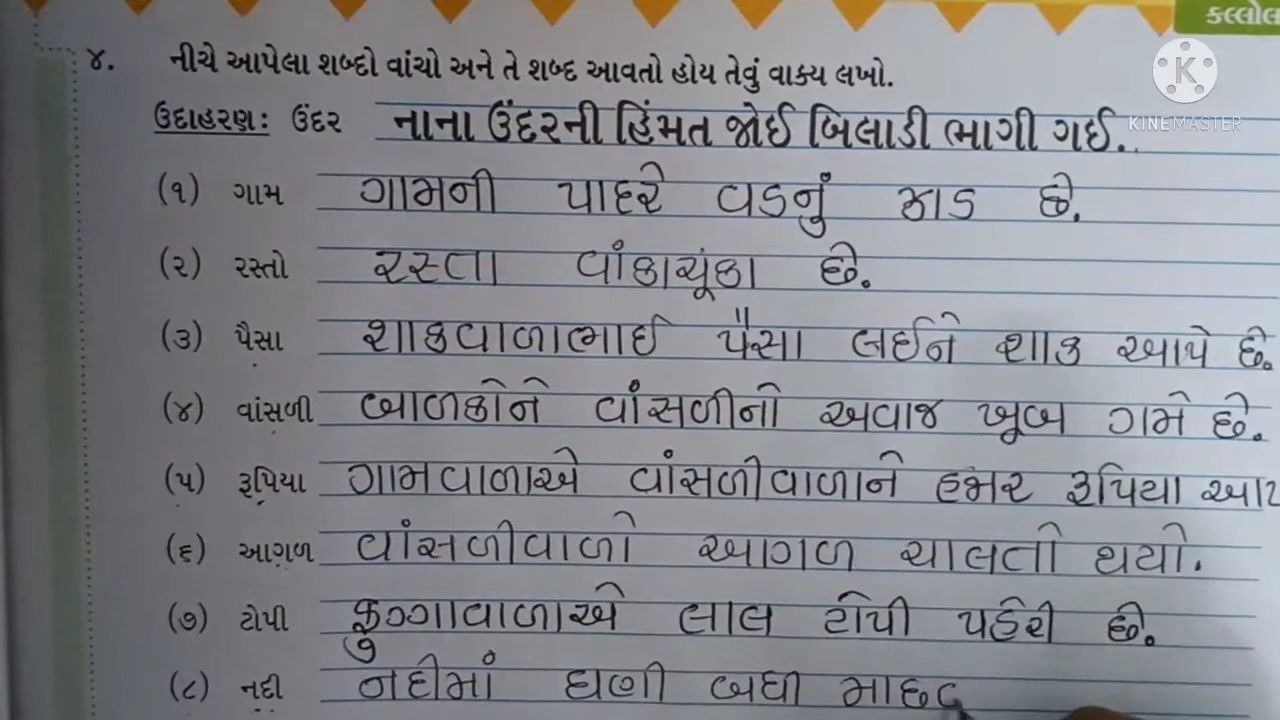 કલ્લોલ
૪. નીચે આપેલા શબ્દો વાંચો અને તે શબ્દ આવતો હોય તેવું વાક્ય લખો.
KINEMASTER
ઉદાહરણઃ ઉંદર નાના ઉંદરની હિંમત જોઈ બિલાડી ભાગી ગઈ.
(૧) ગામ ગામની પાદરે વડનું ઝાડ છે.
(૨) રસ્તો રસ્તા વાંકાચૂંકા છે.
(૩) પૈસા શાકવાળાભાઈ પૈસા લઈને શાક આપે છે.
(૪) વાંસળી બાળકોને વાંસળીનો અવાજ ખૂબ ગમે છે.
(૫) રૂપિયા ગામવાળાએ વાંસળીવાળાને હજાર રૂપિયા
(૬) આગળ વાંસળીવાળો આગળ ચાલતો થયો.
(૭) ટોપી ફુગ્ગાવાળાએ લાલ ટોપી પહેરી છે.
(૮) નદી નદીમાં ઘણી બધી